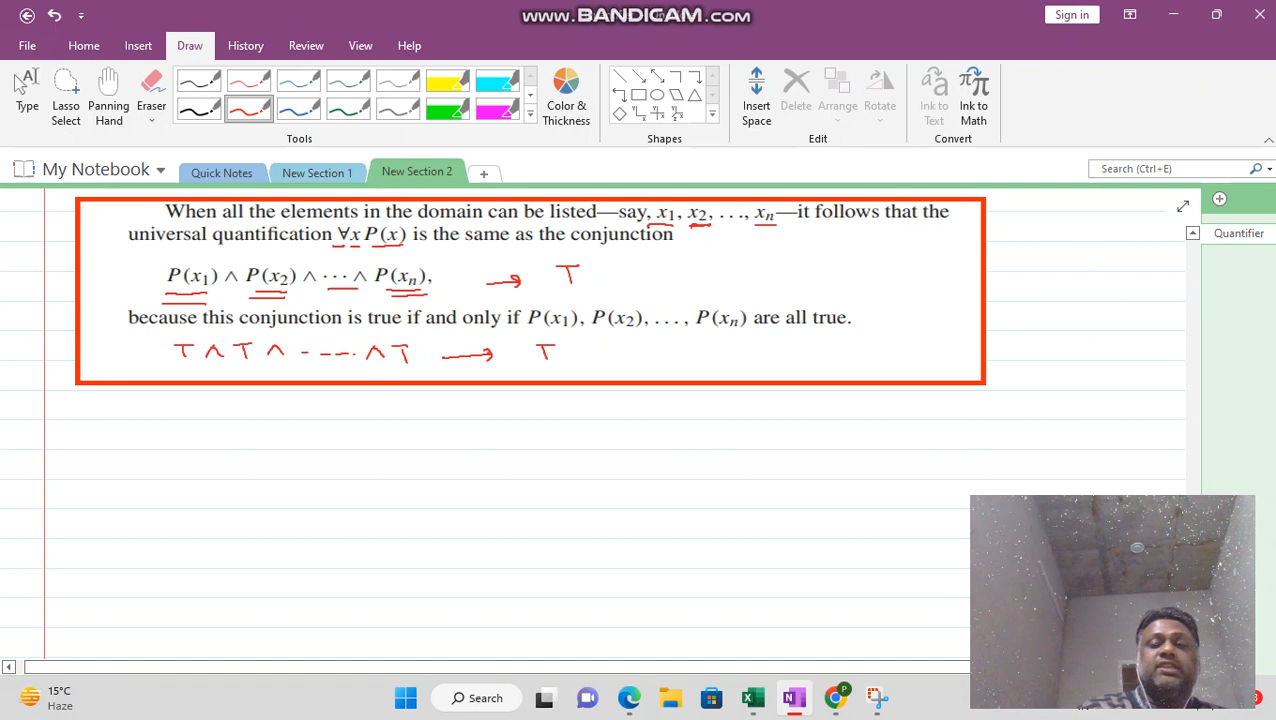 www.BANDICAM.com
Sign in
File Home Insert Draw History Review View Help
Type Lasso Select Panning Hand Eraser Color & Thickness Insert Space Delete Arrange Rotate Ink to Text Ink to Math
Tools Shapes Edit Convert
My Notebook Quick Notes New Section 1 New Section 2 Search (Ctrl+E)
Quantifier
When all the elements in the domain can be listed—say, x₁, x₂, . . ., xₙ—it follows that the
universal quantification ∀x P(x) is the same as the conjunction
P(x₁) ∧ P(x₂) ∧ · · · ∧ P(xₙ), → T
because this conjunction is true if and only if P(x₁), P(x₂), . . . , P(xₙ) are all true.
T ∧ T ∧ - --- · ∧ T → T
15°C
Haze
Search